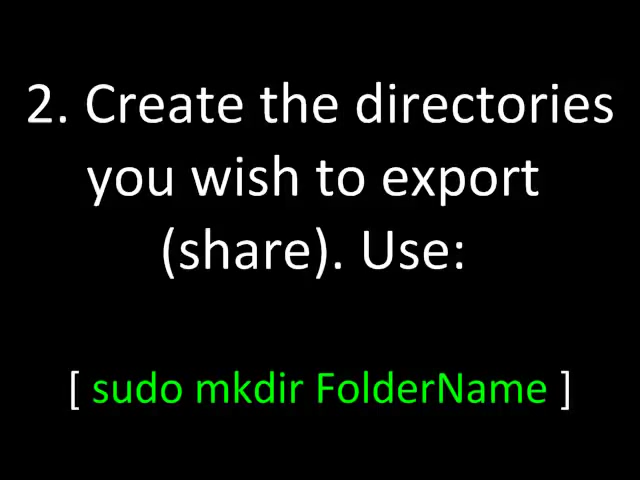 2. Create the directories
you wish to export
(share). Use:
[ sudo mkdir FolderName ]